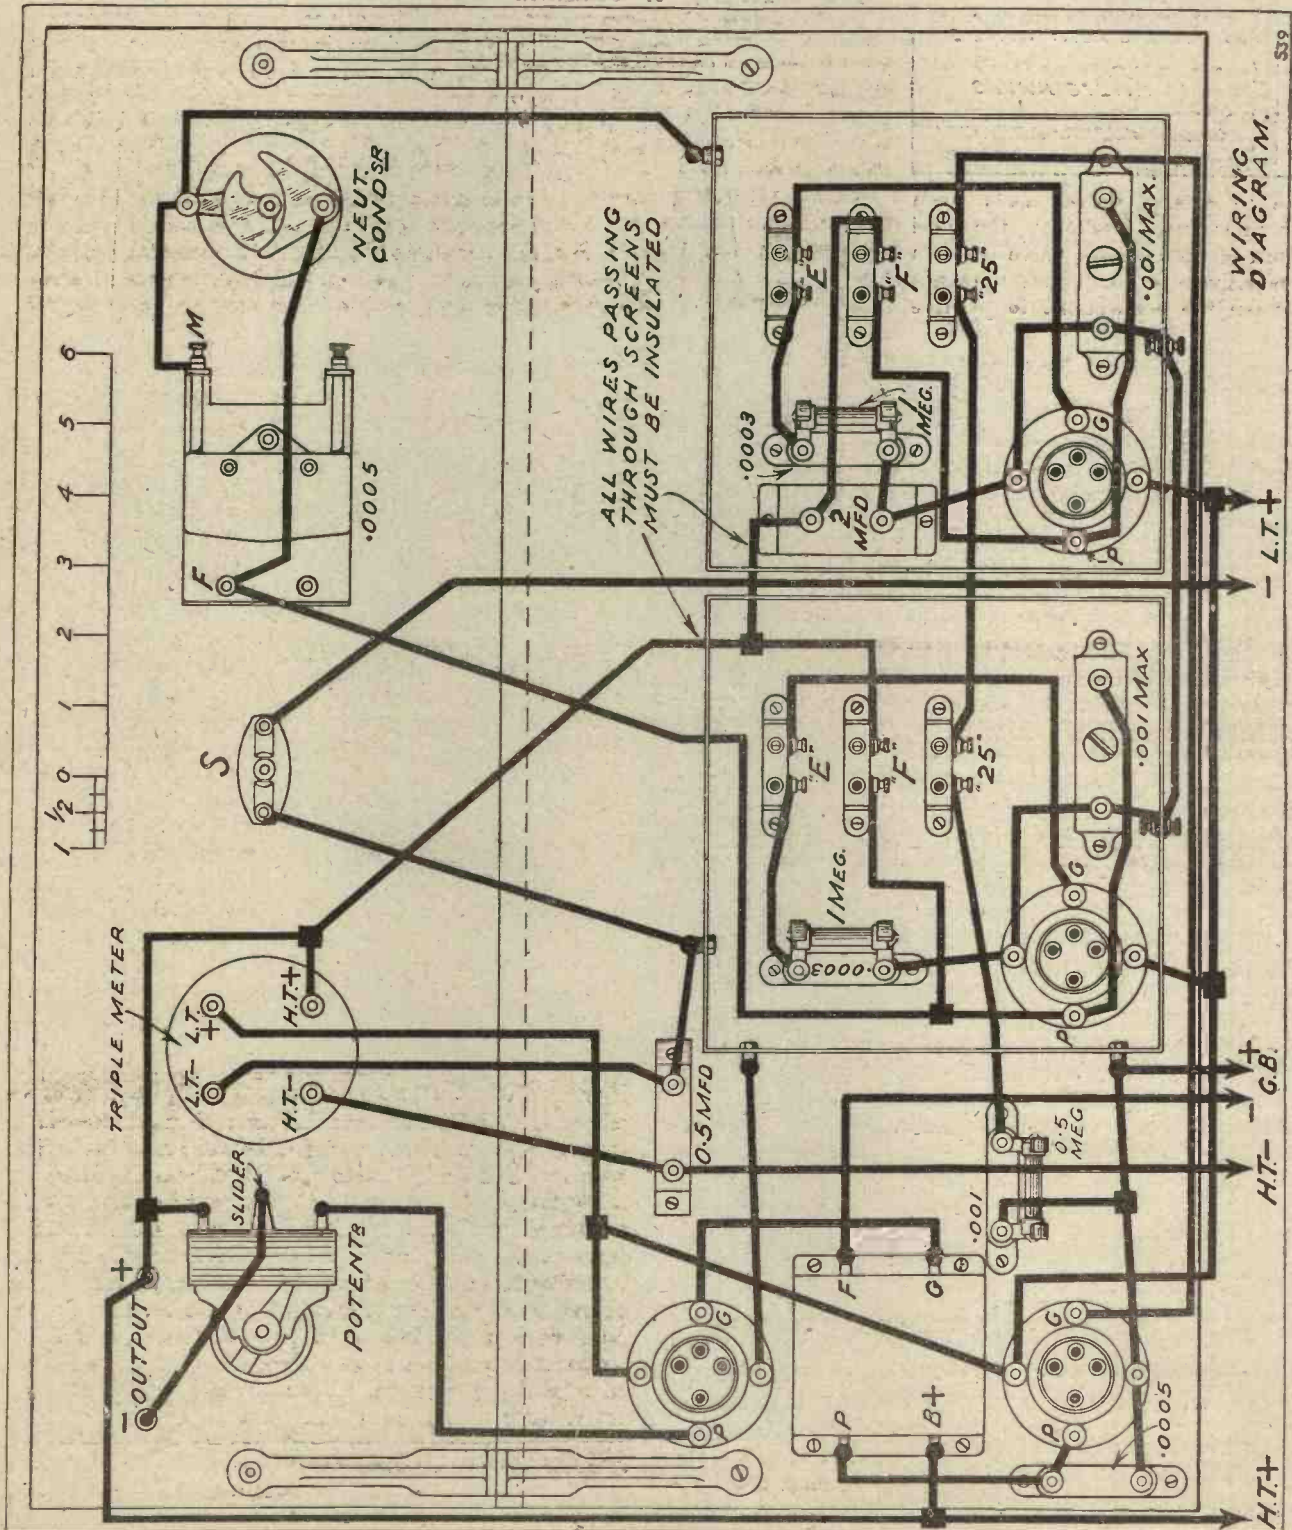 539
WIRING
DIAGRAM.
NEUT.
CONDSR
M
F
.0005
6
5
4
3
2
1
0
1/2
1
ALL WIRES PASSING
THROUGH SCREENS
MUST BE INSULATED
"E"
"F"
"25"
.001 MAX.
.0003
1
MEG.
2
MFD
G
P
- L.T. +
S
"E"
"F"
"25"
.001 MAX
1 MEG.
.0003
G
P
TRIPLE METER
L.T.
+
H.T.+
L.T.-
H.T.-
0.5 MFD
- G.B. +
H.T.-
0.5
MEG
.001
SLIDER
POTENTR
- OUTPUT +
G
P
F
G
P
B+
G
P
.0005
H.T.+